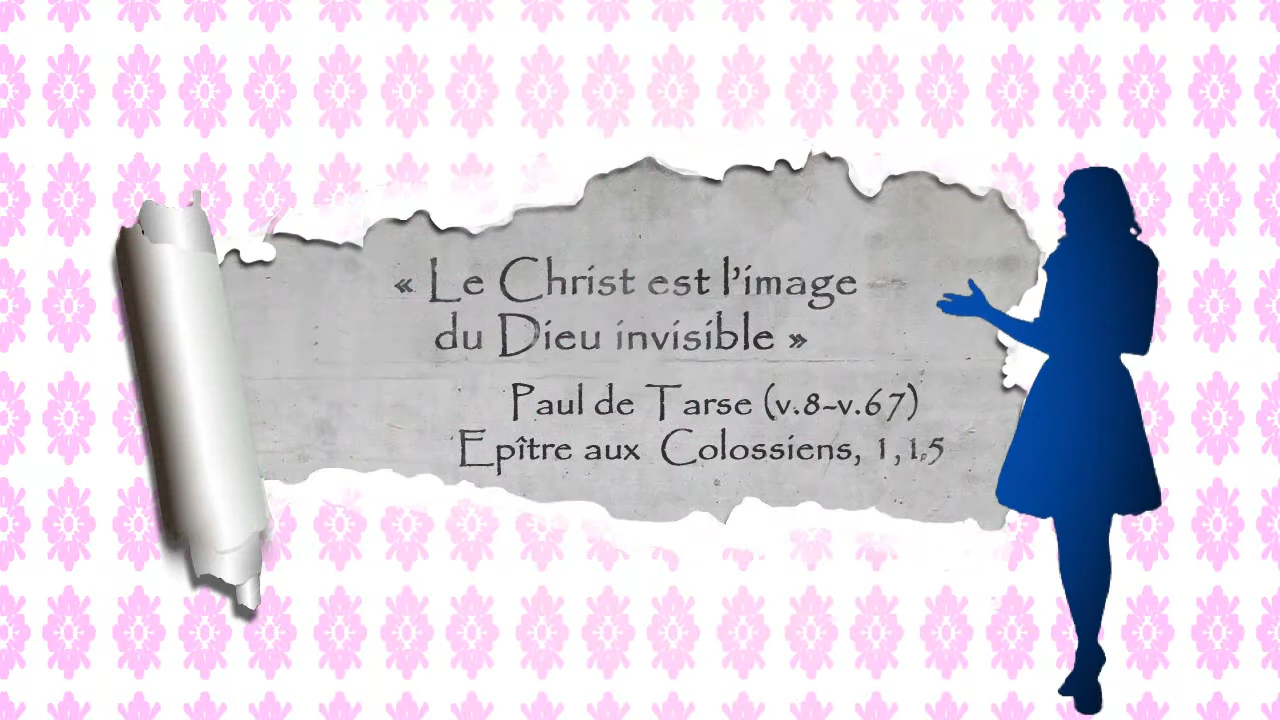 « Le Christ est l'image
du Dieu invisible »
Paul de Tarse (v.8-v.67)
Epître aux Colossiens, 1, 1.5